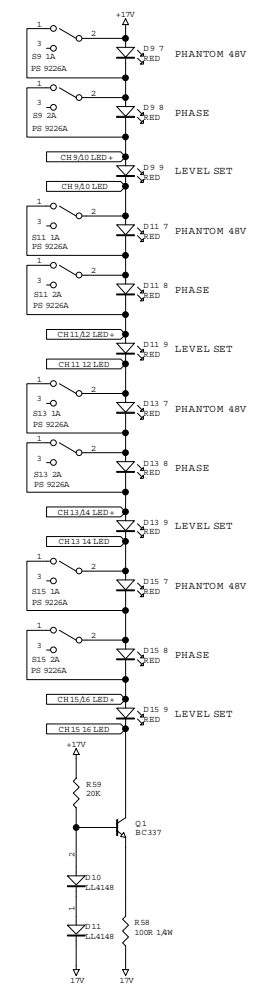 +17V
1
2
3
S9 1A
PS 9226A
D9 7
RED
PHANTOM 48V
1
2
3
S9 2A
PS 9226A
D9 8
RED
PHASE
CH 9/10 LED+
D9 9
RED
LEVEL SET
CH 9/10 LED
1
2
3
S11 1A
PS 9226A
D11 7
RED
PHANTOM 48V
1
2
3
S11 2A
PS 9226A
D11 8
RED
PHASE
CH 11/12 LED+
D11 9
RED
LEVEL SET
CH 11 12 LED
1
2
3
S13 1A
PS 9226A
D13 7
RED
PHANTOM 48V
1
2
3
S13 2A
PS 9226A
D13 8
RED
PHASE
CH 13/14 LED+
D13 9
RED
LEVEL SET
CH 13 14 LED
1
2
3
S15 1A
PS 9226A
D15 7
RED
PHANTOM 48V
1
2
3
S15 2A
PS 9226A
D15 8
RED
PHASE
CH 15/16 LED+
D15 9
RED
LEVEL SET
CH 15 16 LED
+17V
R59
20K
Q1
BC337
2
D10
LL4148
1
D11
LL4148
R58
100R 1/4W
17V
17V